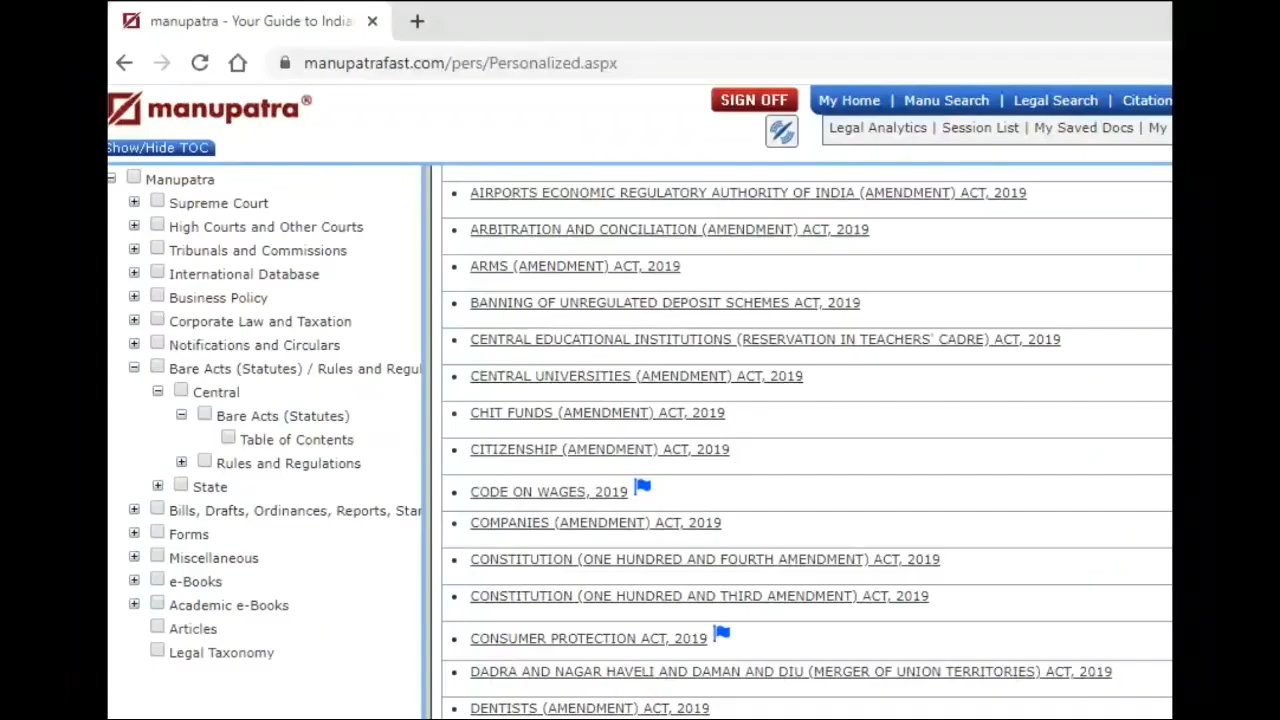 manupatra - Your Guide to India
manupatrafast.com/pers/Personalized.aspx
manupatra®
SIGN OFF
My Home | Manu Search | Legal Search | Citation
Legal Analytics | Session List | My Saved Docs | My
Show/Hide TOC
Manupatra
Supreme Court
High Courts and Other Courts
Tribunals and Commissions
International Database
Business Policy
Corporate Law and Taxation
Notifications and Circulars
Bare Acts (Statutes) / Rules and Regul
Central
Bare Acts (Statutes)
Table of Contents
Rules and Regulations
State
Bills, Drafts, Ordinances, Reports, Star
Forms
Miscellaneous
e-Books
Academic e-Books
Articles
Legal Taxonomy
AIRPORTS ECONOMIC REGULATORY AUTHORITY OF INDIA (AMENDMENT) ACT, 2019
ARBITRATION AND CONCILIATION (AMENDMENT) ACT, 2019
ARMS (AMENDMENT) ACT, 2019
BANNING OF UNREGULATED DEPOSIT SCHEMES ACT, 2019
CENTRAL EDUCATIONAL INSTITUTIONS (RESERVATION IN TEACHERS' CADRE) ACT, 2019
CENTRAL UNIVERSITIES (AMENDMENT) ACT, 2019
CHIT FUNDS (AMENDMENT) ACT, 2019
CITIZENSHIP (AMENDMENT) ACT, 2019
CODE ON WAGES, 2019
COMPANIES (AMENDMENT) ACT, 2019
CONSTITUTION (ONE HUNDRED AND FOURTH AMENDMENT) ACT, 2019
CONSTITUTION (ONE HUNDRED AND THIRD AMENDMENT) ACT, 2019
CONSUMER PROTECTION ACT, 2019
DADRA AND NAGAR HAVELI AND DAMAN AND DIU (MERGER OF UNION TERRITORIES) ACT, 2019
DENTISTS (AMENDMENT) ACT, 2019